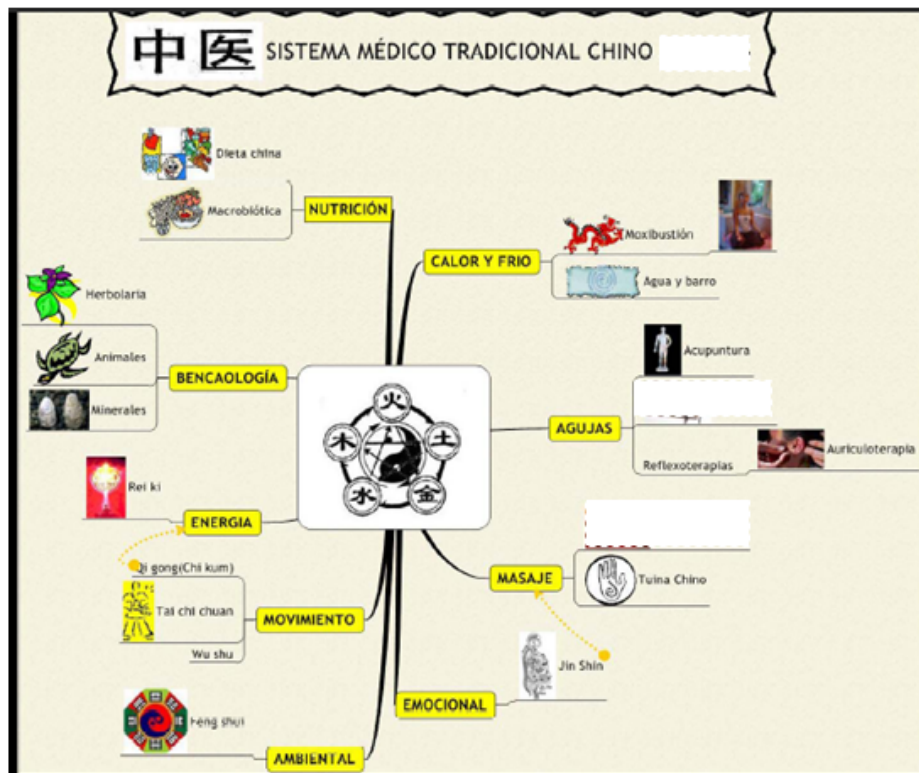 中医 SISTEMA MÉDICO TRADICIONAL CHINO
Dieta china
Macrobiótica
NUTRICIÓN
CALOR Y FRIO
Moxibustión
Agua y barro
Herbolaria
Animales
Minerales
BENCAOLOGÍA
Acupuntura
AGUJAS
Reflexoterapias
Auriculoterapia
火
木
土
水
金
Rei ki
ENERGIA
Qi gong(Chi kum)
Tai chi chuan
Wu shu
MOVIMIENTO
MASAJE
Tuina Chino
Jin Shin
EMOCIONAL
Feng shui
AMBIENTAL